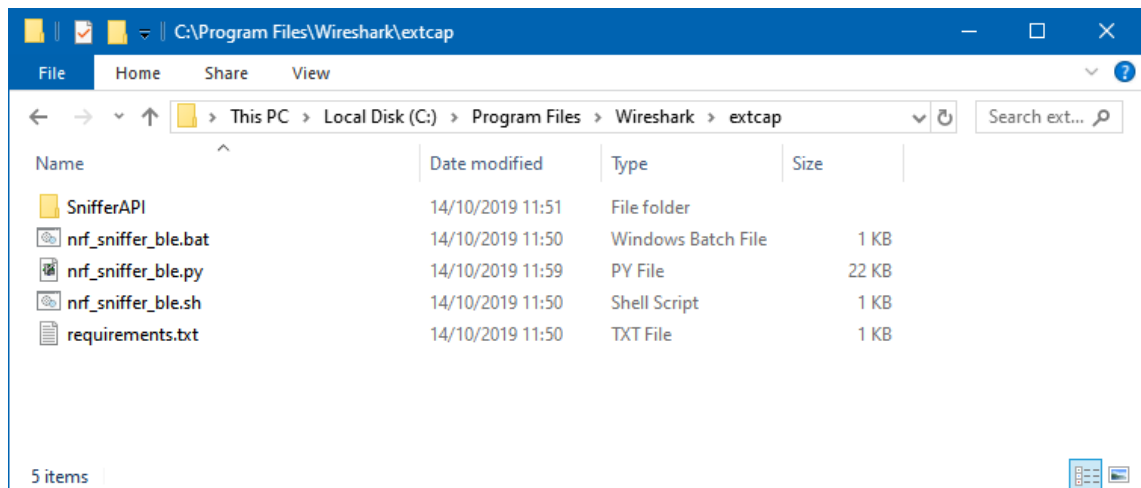 C:\Program Files\Wireshark\extcap
File Home Share View
This PC > Local Disk (C:) > Program Files > Wireshark > extcap Search ext...
Name Date modified Type Size
SnifferAPI 14/10/2019 11:51 File folder
nrf_sniffer_ble.bat 14/10/2019 11:50 Windows Batch File 1 KB
nrf_sniffer_ble.py 14/10/2019 11:59 PY File 22 KB
nrf_sniffer_ble.sh 14/10/2019 11:50 Shell Script 1 KB
requirements.txt 14/10/2019 11:50 TXT File 1 KB
5 items